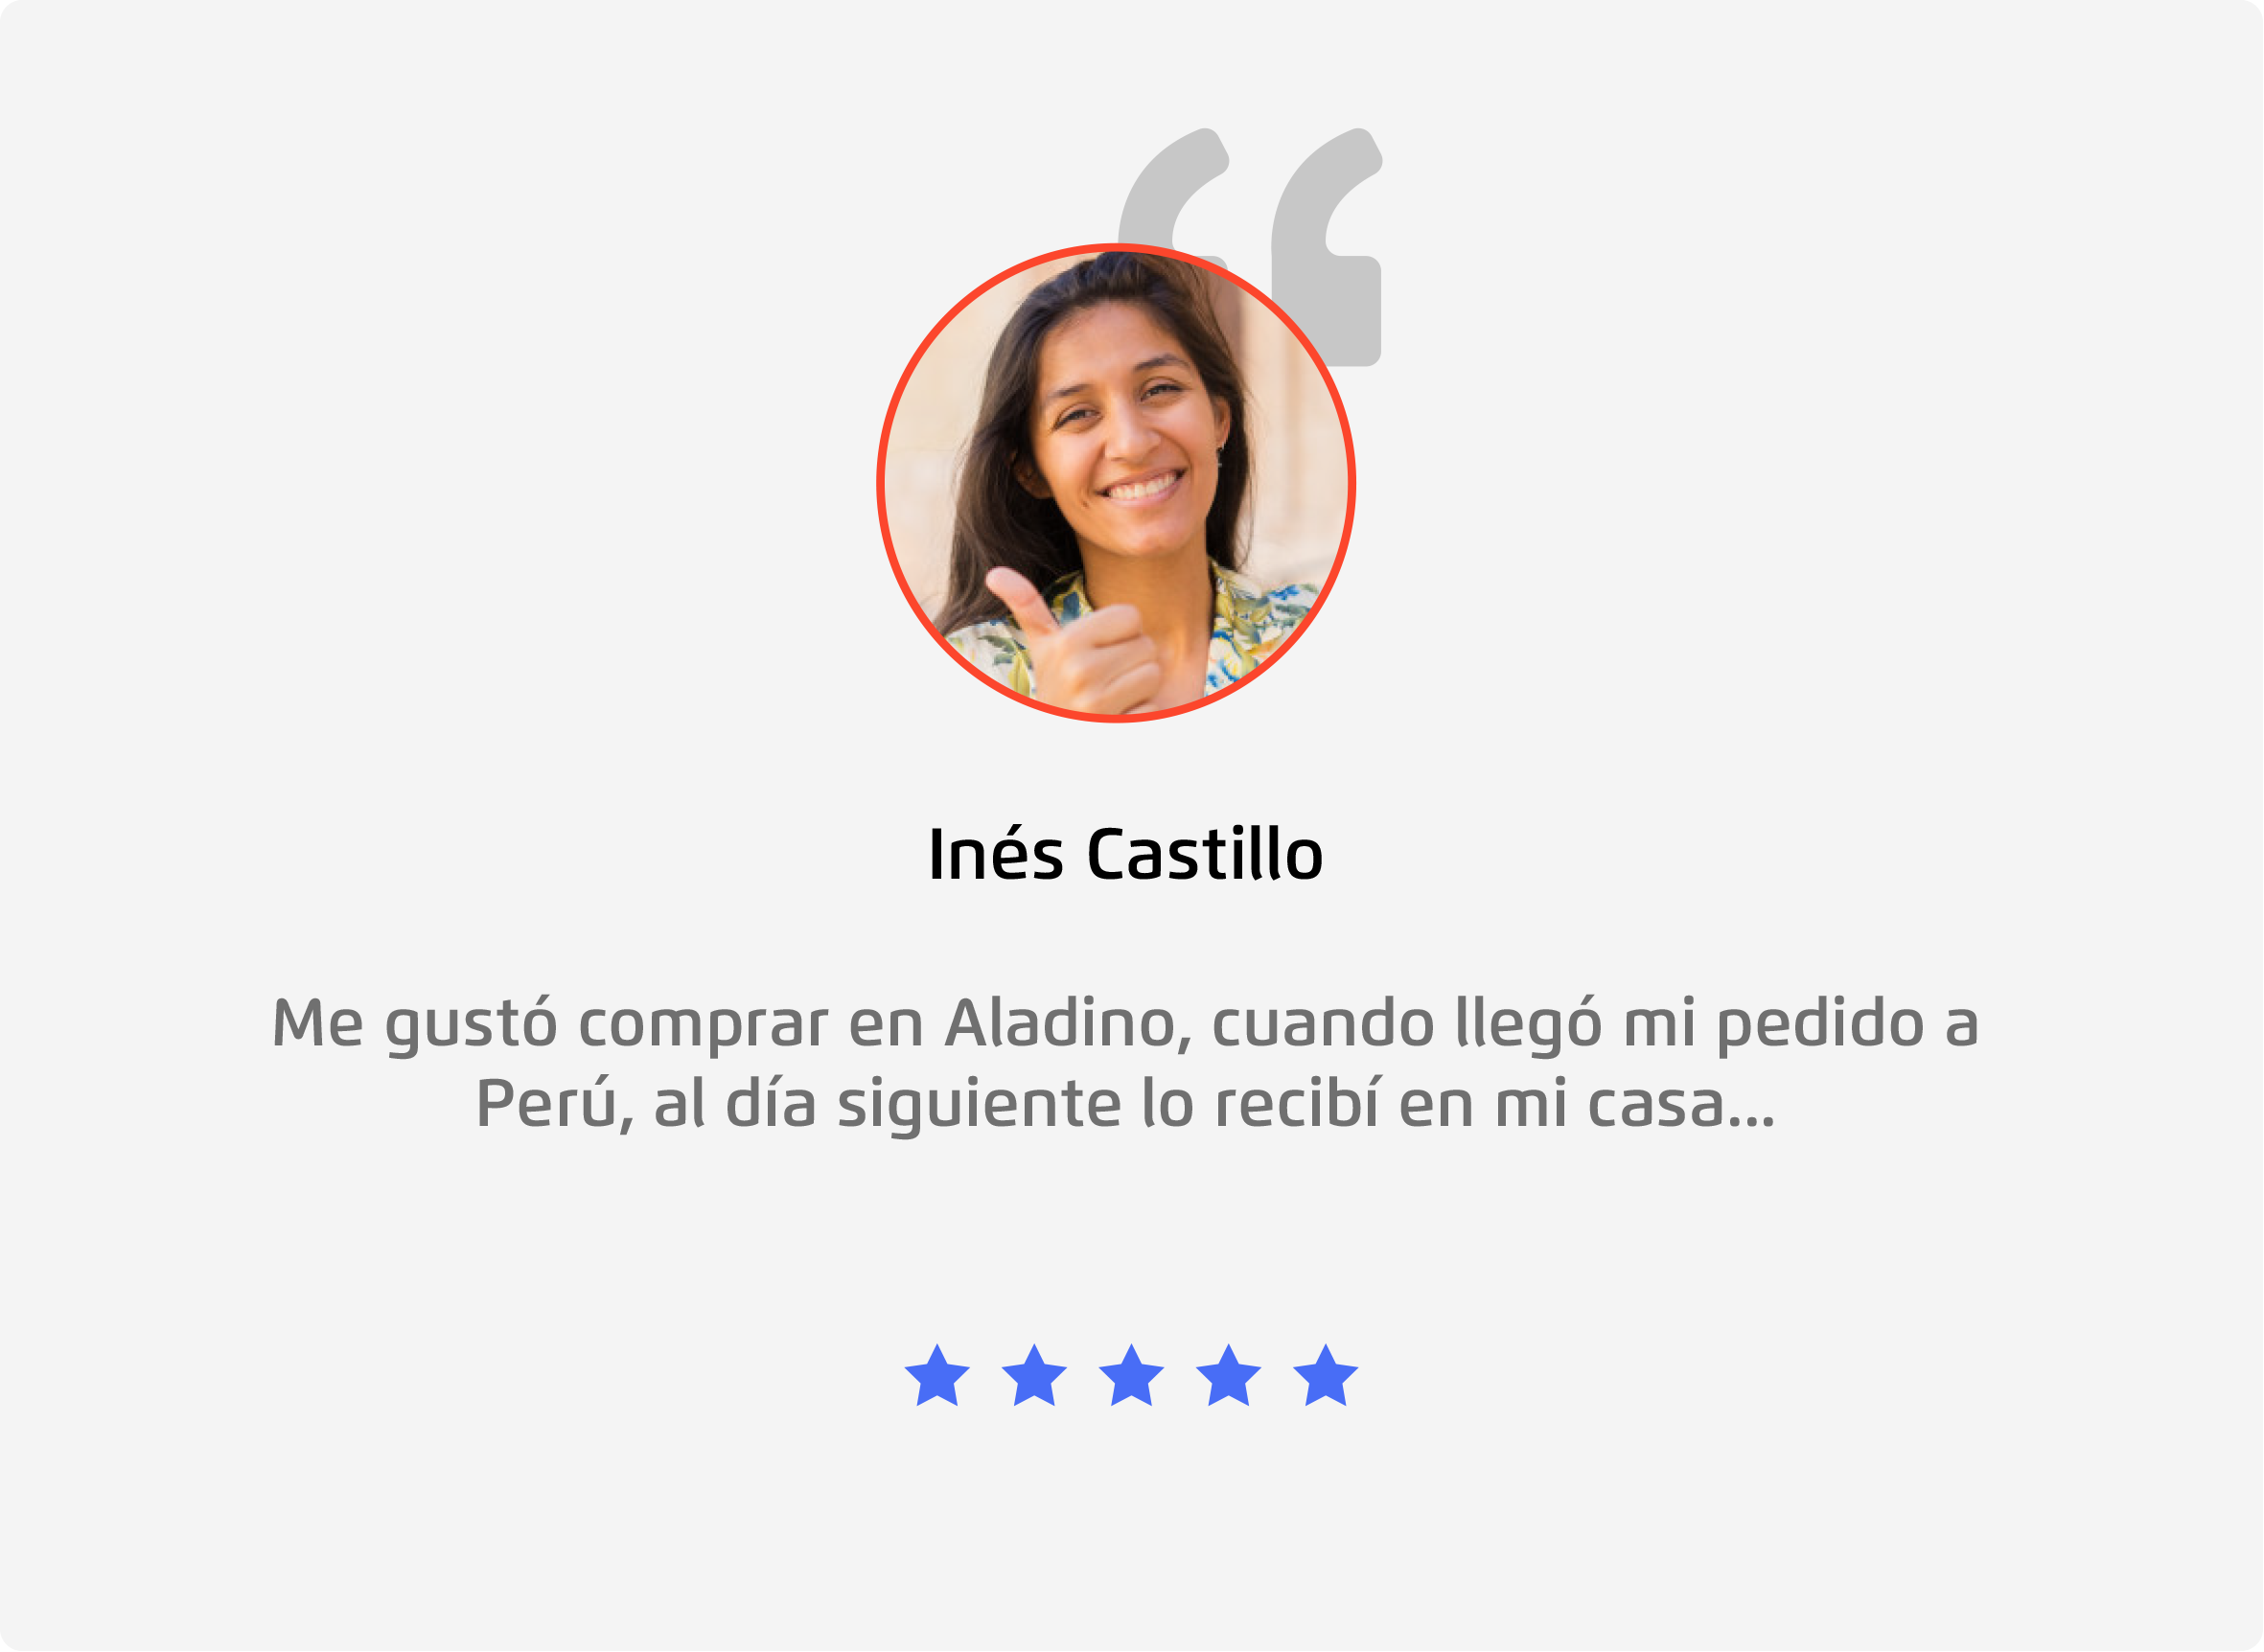 Inés Castillo
Me gustó comprar en Aladino, cuando llegó mi pedido a
Perú, al día siguiente lo recibí en mi casa...